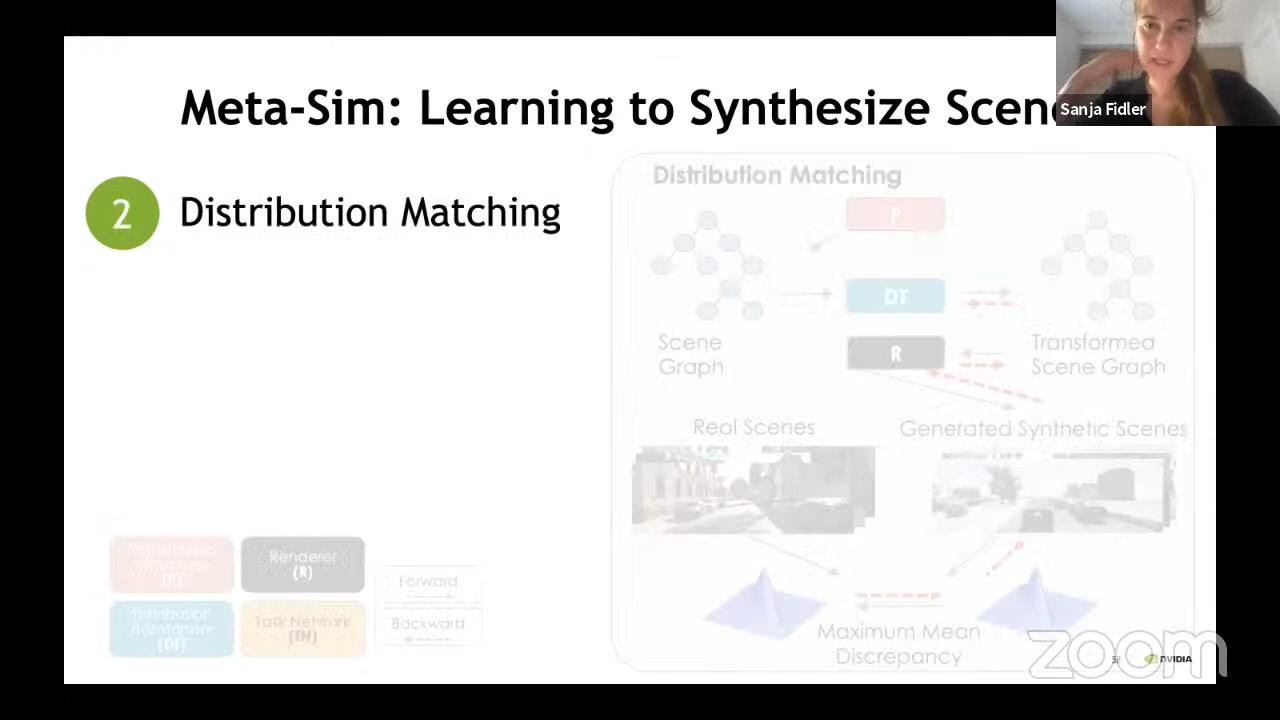 Meta-Sim: Learning to Synthesize Scene
Sanja Fidler
2
Distribution Matching
Distribution Matching
P
DT
R
Scene
Graph
Transformed
Scene Graph
Real Scenes
Generated Synthetic Scenes
Maximum Mean
Discrepancy
Renderer
(R)
Task Network
Forward
Backward
NVIDIA
zoom